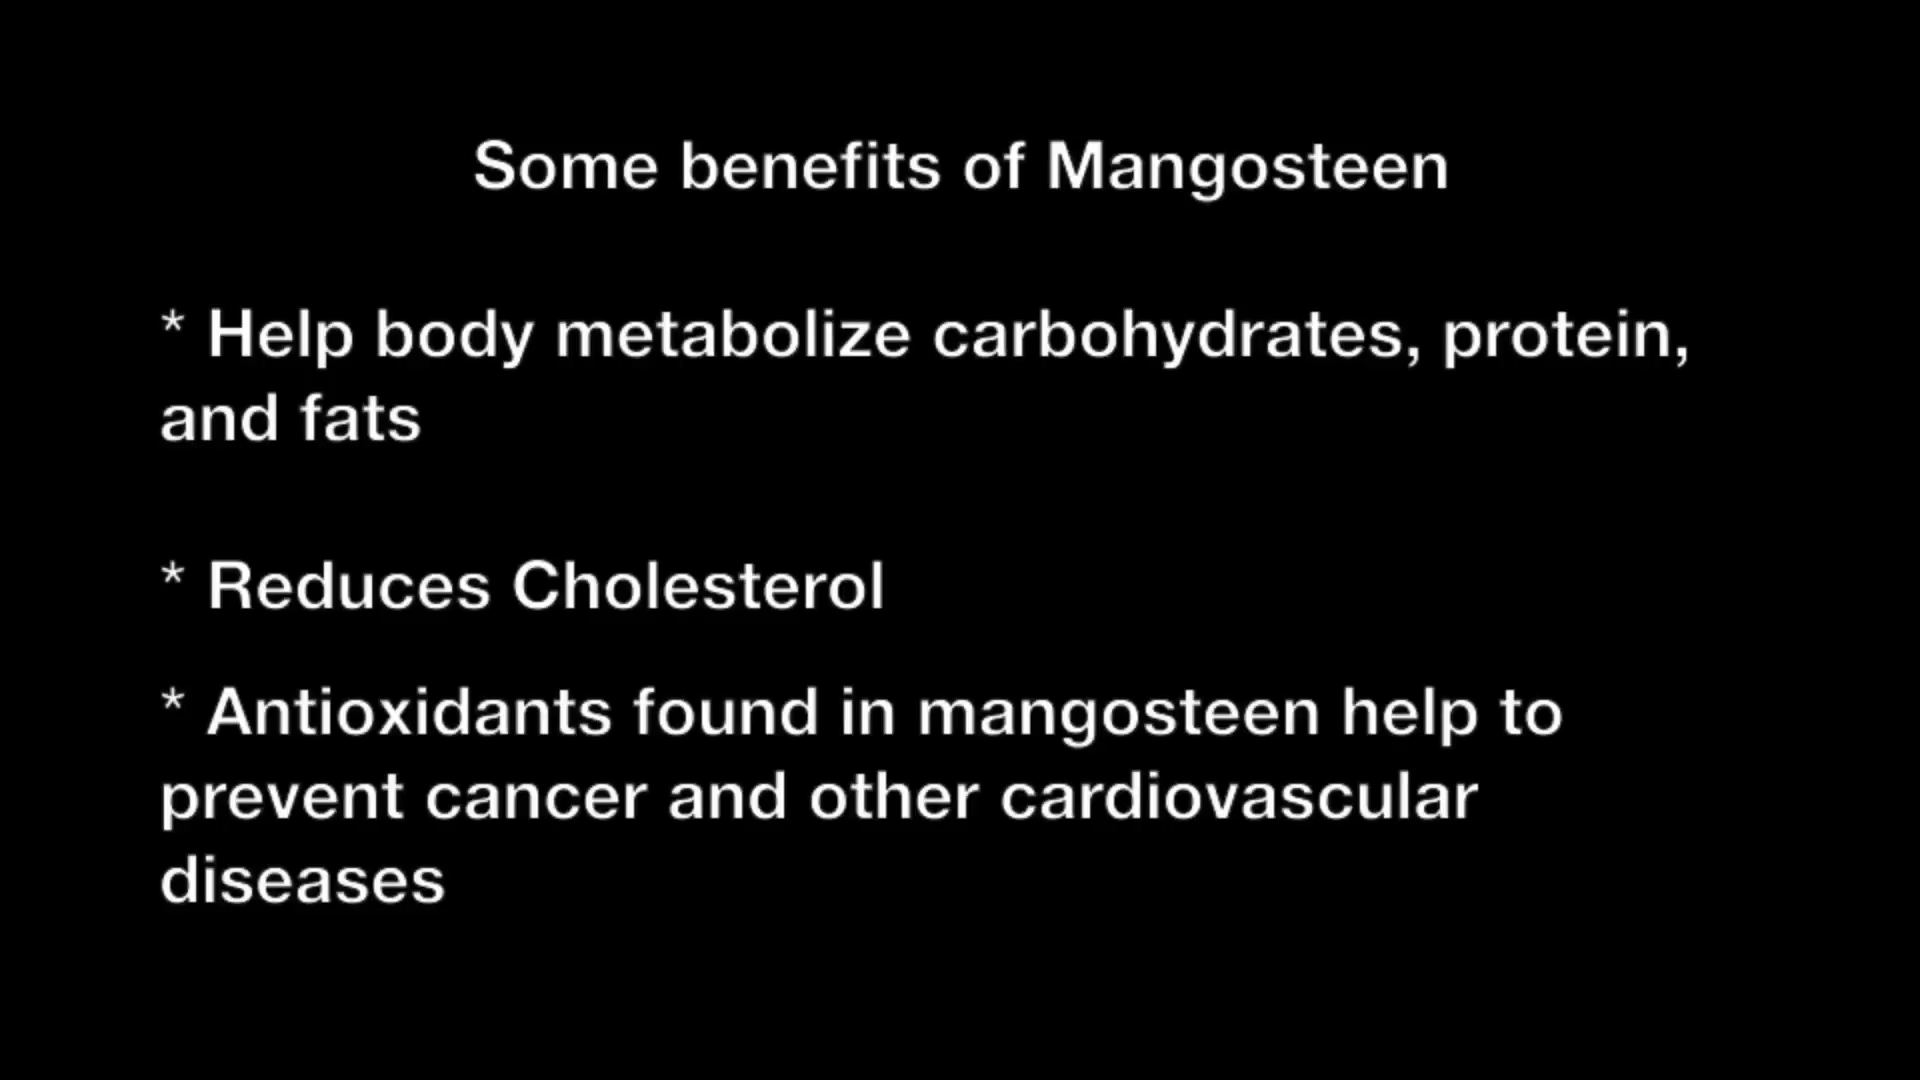 Some benefits of Mangosteen
* Help body metabolize carbohydrates, protein,
and fats
* Reduces Cholesterol
* Antioxidants found in mangosteen help to
prevent cancer and other cardiovascular
diseases